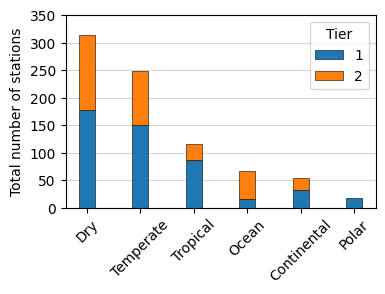 Total number of stations
350
300
250
200
150
100
50
0
Tier
1
2
Dry
Temperate
Tropical
Ocean
Continental
Polar